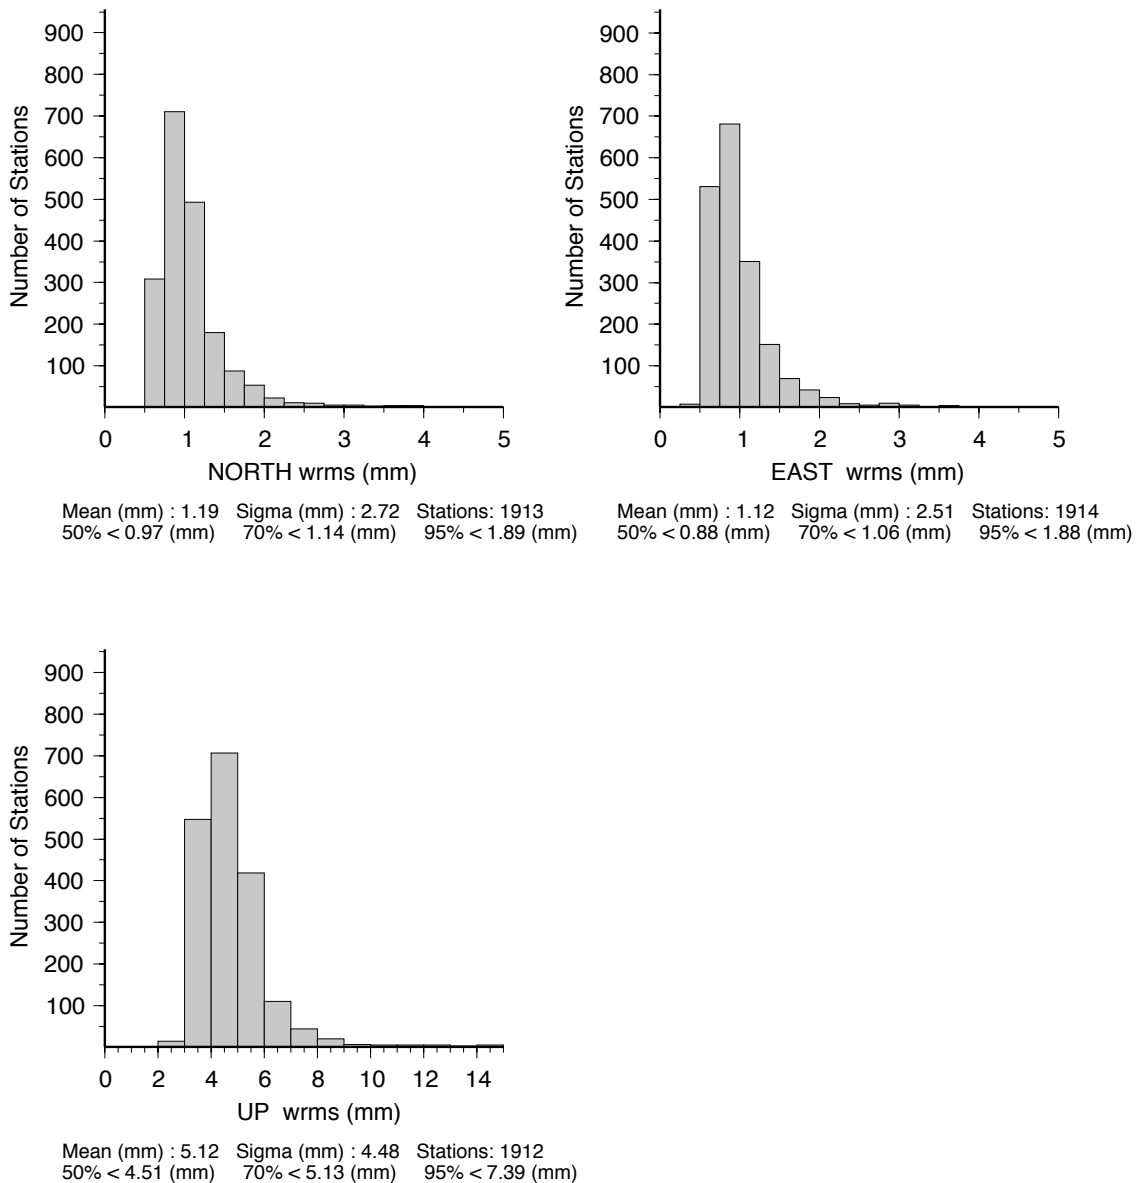 900
800
700
600
500
400
300
200
100
Number of Stations
0 1 2 3 4 5
NORTH wrms (mm)
Mean (mm) : 1.19 Sigma (mm) : 2.72 Stations: 1913
50% < 0.97 (mm) 70% < 1.14 (mm) 95% < 1.89 (mm)
900
800
700
600
500
400
300
200
100
Number of Stations
0 1 2 3 4 5
EAST wrms (mm)
Mean (mm) : 1.12 Sigma (mm) : 2.51 Stations: 1914
50% < 0.88 (mm) 70% < 1.06 (mm) 95% < 1.88 (mm)
900
800
700
600
500
400
300
200
100
Number of Stations
0 2 4 6 8 10 12 14
UP wrms (mm)
Mean (mm) : 5.12 Sigma (mm) : 4.48 Stations: 1912
50% < 4.51 (mm) 70% < 5.13 (mm) 95% < 7.39 (mm)